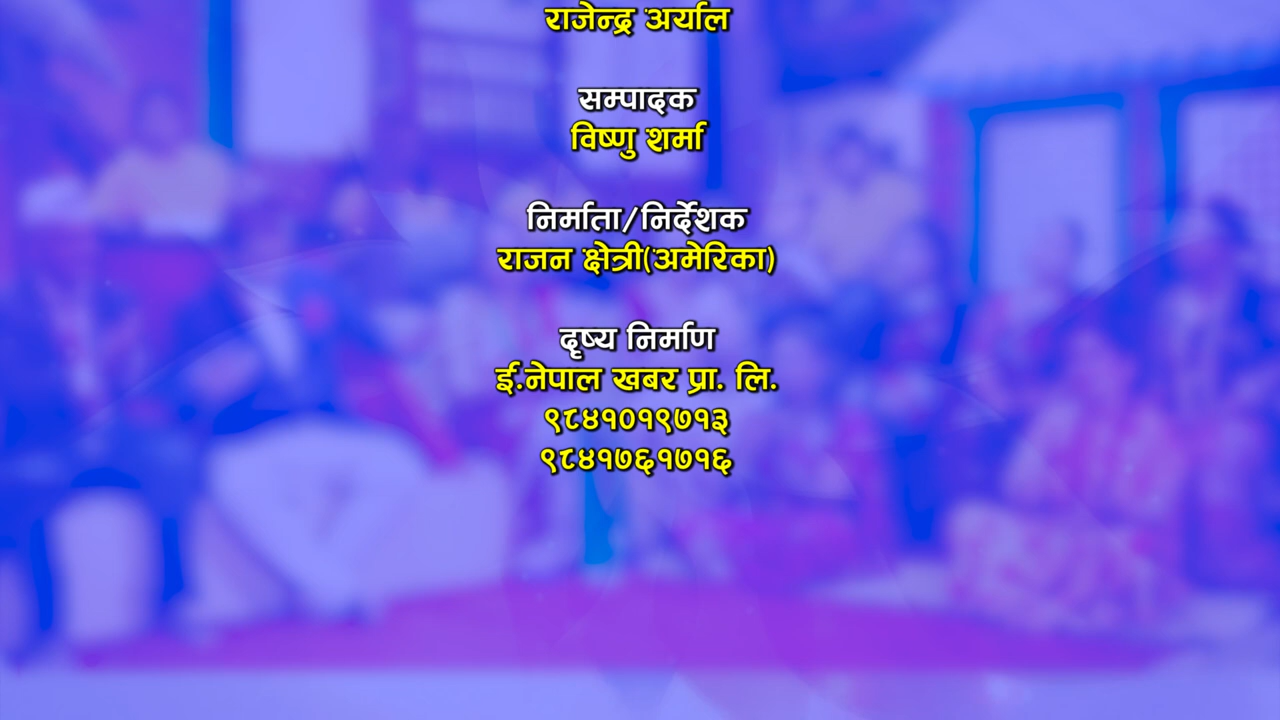 राजेन्द्र अर्याल
सम्पादक
विष्णु शर्मा
निर्माता/निर्देशक
राजन क्षेत्री(अमेरिका)
दृष्य निर्माण
ई.नेपाल खबर प्रा. लि.
९८४१०१९७१३
९८४१७६१७१६